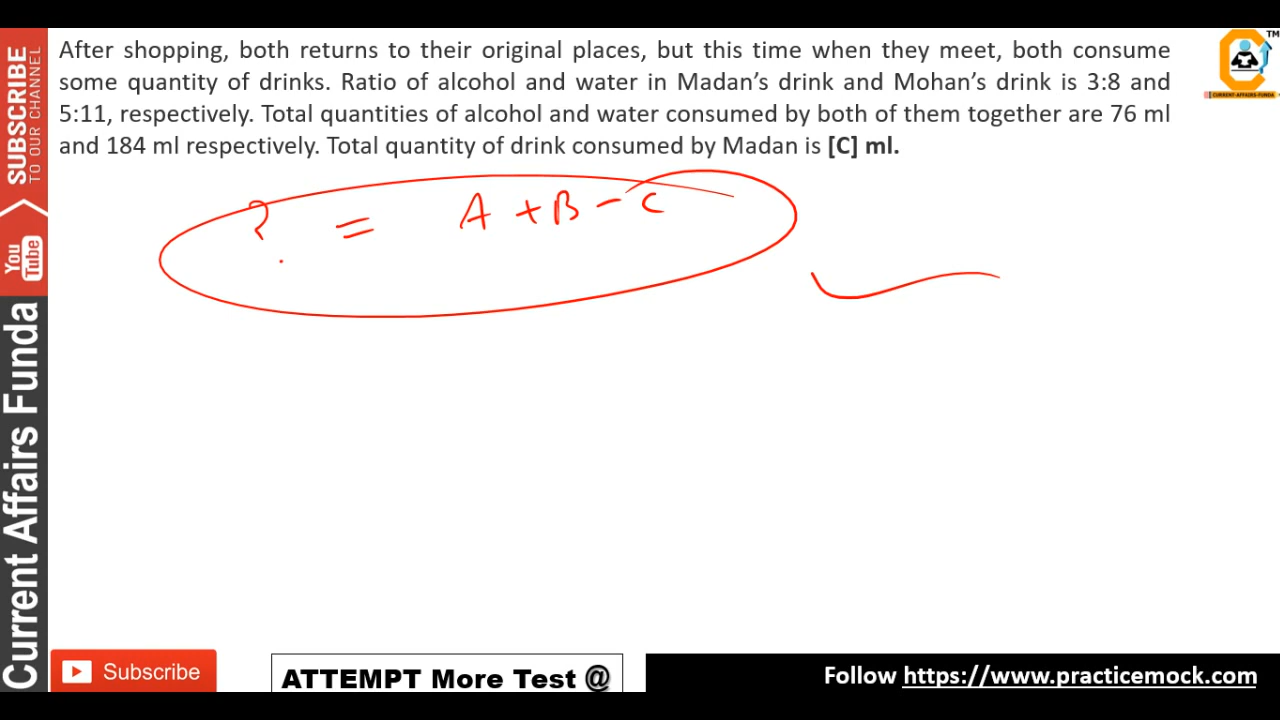 After shopping, both returns to their original places, but this time when they meet, both consume
some quantity of drinks. Ratio of alcohol and water in Madan’s drink and Mohan’s drink is 3:8 and
5:11, respectively. Total quantities of alcohol and water consumed by both of them together are 76 ml
and 184 ml respectively. Total quantity of drink consumed by Madan is [C] ml.
? = A + B - C
TM
CURRENT-AFFAIRS-FUNDA
SUBSCRIBE
TO OUR CHANNEL
You
Tube
Current Affairs Funda
Subscribe
ATTEMPT More Test @
Follow https://www.practicemock.com